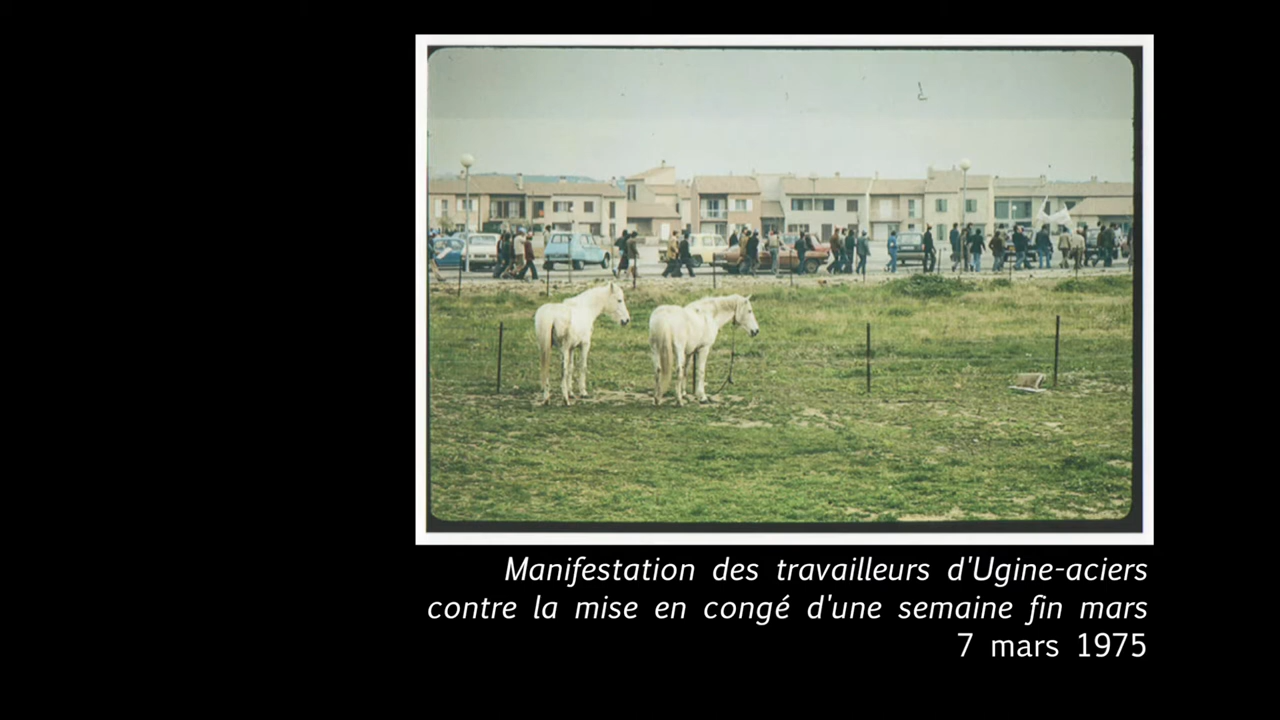 Manifestation des travailleurs d'Ugine-aciers
contre la mise en congé d'une semaine fin mars
7 mars 1975